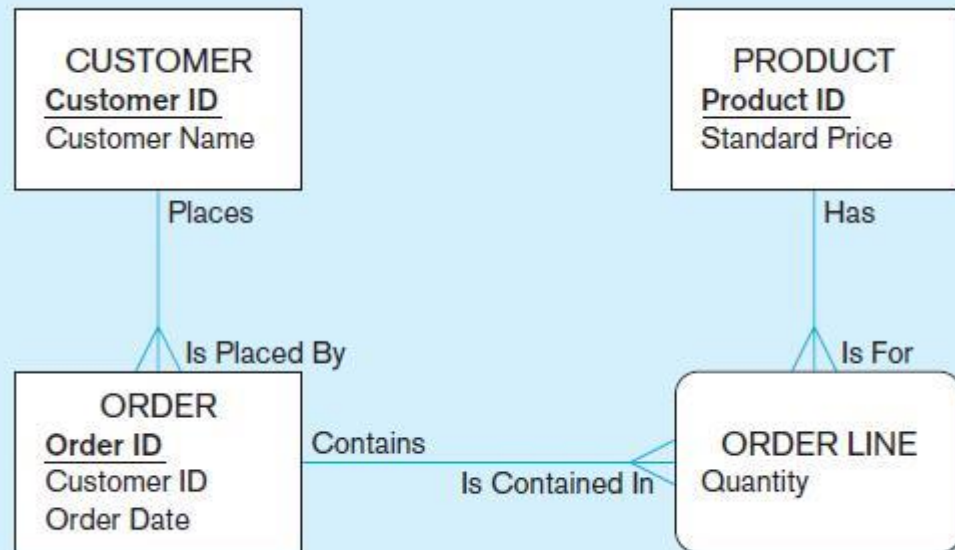 CUSTOMER
Customer ID
Customer Name
PRODUCT
Product ID
Standard Price
Places
Has
Is Placed By
Is For
ORDER
Order ID
Customer ID
Order Date
Contains
Is Contained In
ORDER LINE
Quantity